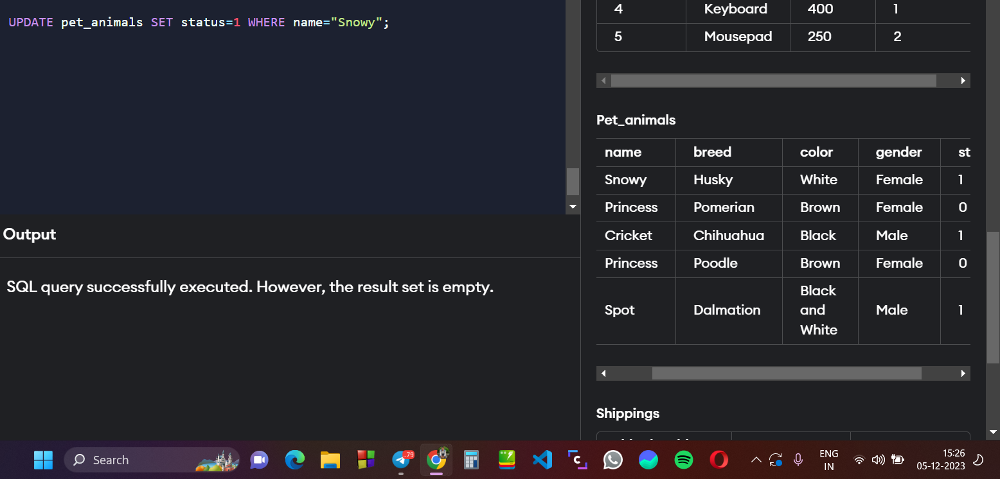 UPDATE pet_animals SET status=1 WHERE name="Snowy";
Output
SQL query successfully executed. However, the result set is empty.
4 Keyboard 400 1
5 Mousepad 250 2
Pet_animals
name breed color gender st
Snowy Husky White Female 1
Princess Pomerian Brown Female 0
Cricket Chihuahua Black Male 1
Princess Poodle Brown Female 0
Spot Dalmation Black and White Male 1
Shippings
Search
.79
ENG
IN
15:26
05-12-2023